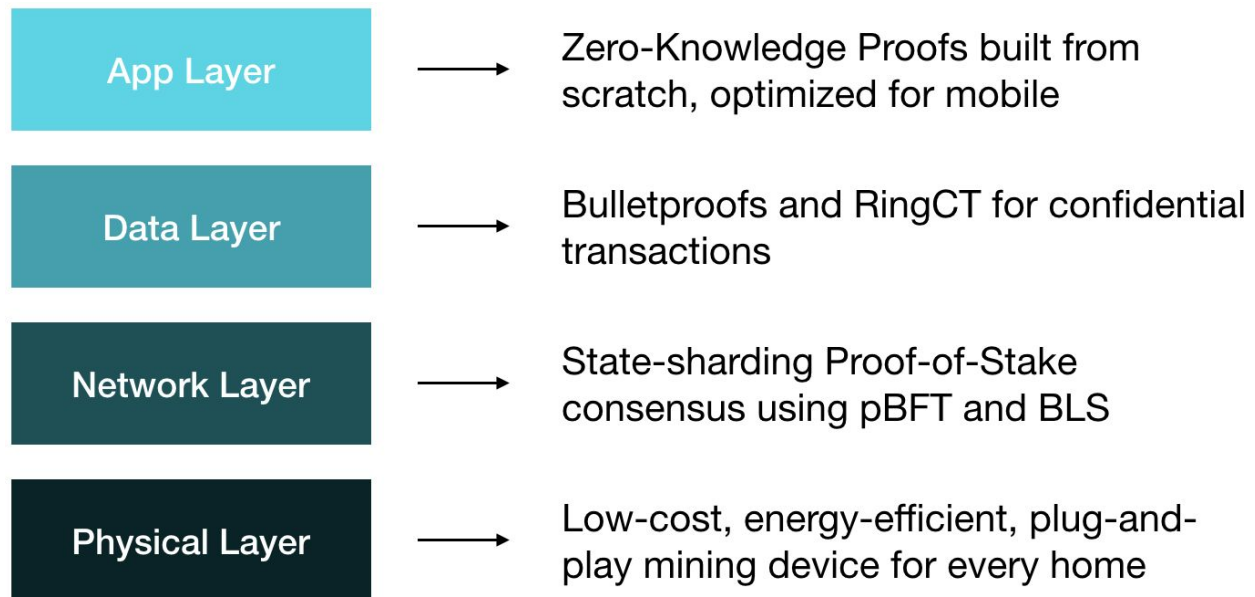 App Layer
Zero-Knowledge Proofs built from
scratch, optimized for mobile
Data Layer
Bulletproofs and RingCT for confidential
transactions
Network Layer
State-sharding Proof-of-Stake
consensus using pBFT and BLS
Physical Layer
Low-cost, energy-efficient, plug-and-
play mining device for every home